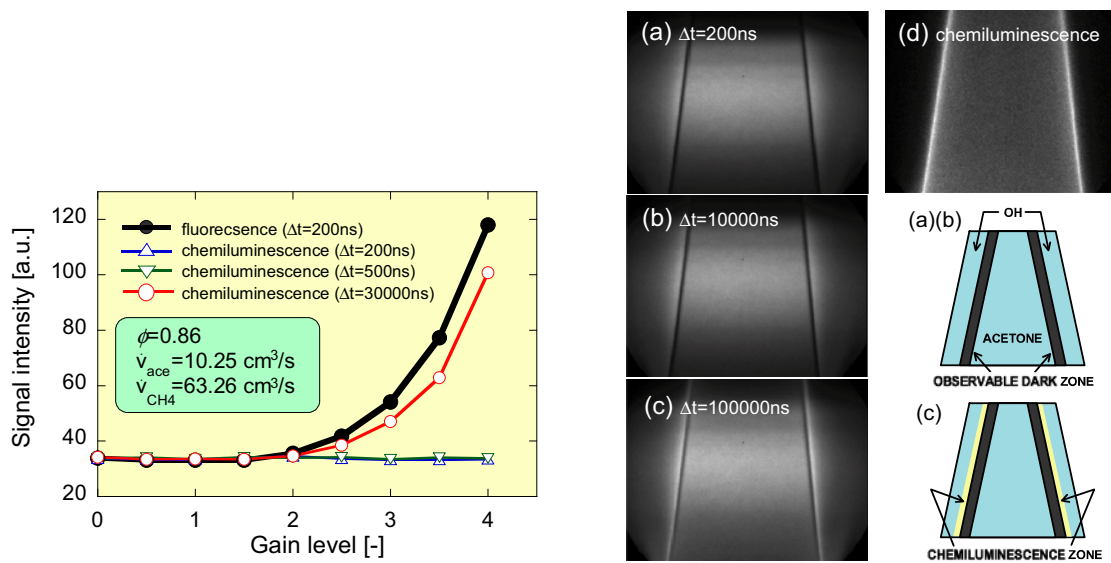 120
100
80
60
40
20
Signal intensity [a.u.]
fluorecsence (Δt=200ns)
chemiluminescence (Δt=200ns)
chemiluminescence (Δt=500ns)
chemiluminescence (Δt=30000ns)
ϕ=0.86
v̇ace=10.25 cm³/s
v̇CH4=63.26 cm³/s
0 1 2 3 4
Gain level [-]
(a) Δt=200ns
(b) Δt=10000ns
(c) Δt=100000ns
(d) chemiluminescence
(a)(b)
OH
ACETONE
OBSERVABLE DARK ZONE
(c)
CHEMILUMINESCENCE ZONE